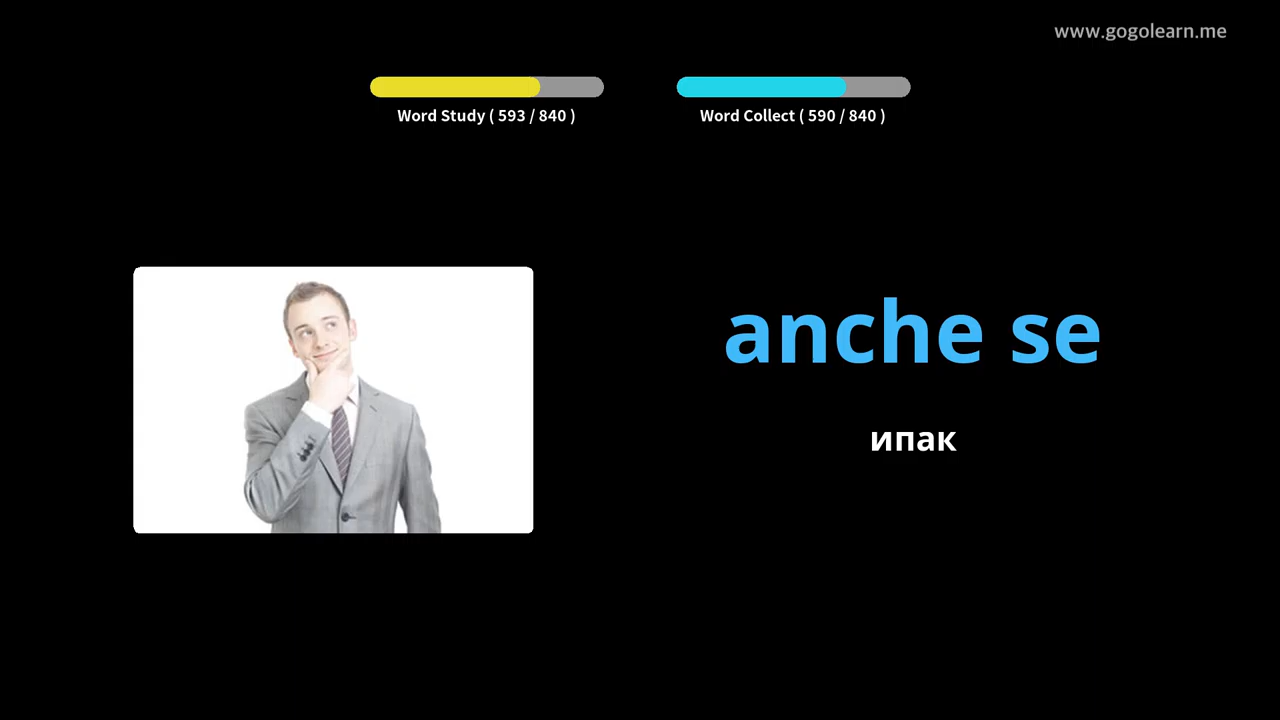 www.gogolearn.me
Word Study ( 593 / 840 )
Word Collect ( 590 / 840 )
anche se
ипак